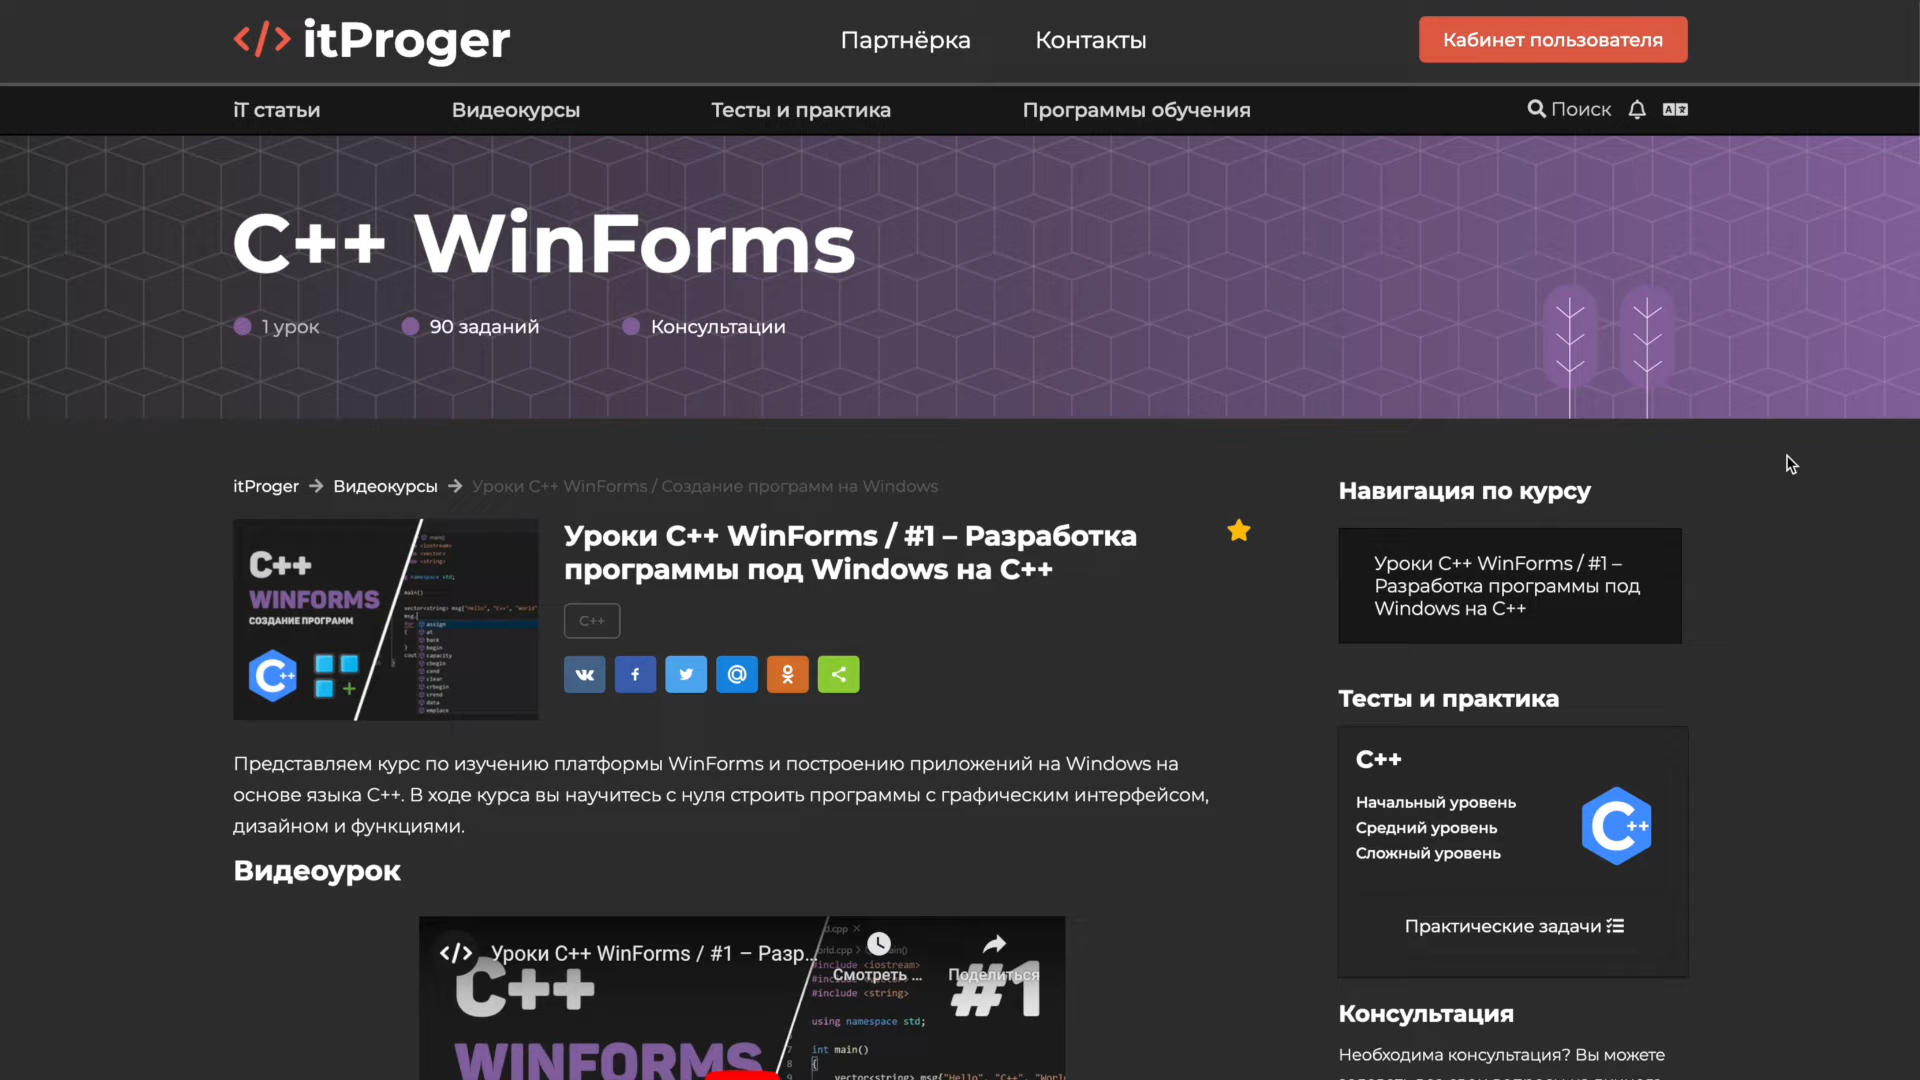 </> itProger
Партнёрка
Контакты
Кабинет пользователя
iT статьи
Видеокурсы
Тесты и практика
Программы обучения
Поиск
C++ WinForms
1 урок
90 заданий
Консультации
itProger → Видеокурсы → Уроки C++ WinForms / Создание программ на Windows
C++
WINFORMS
СОЗДАНИЕ ПРОГРАММ
Уроки C++ WinForms / #1 – Разработка
программы под Windows на C++
C++
Представляем курс по изучению платформы WinForms и построению приложений на Windows на
основе языка C++. В ходе курса вы научитесь с нуля строить программы с графическим интерфейсом,
дизайном и функциями.
Видеоурок
Уроки C++ WinForms / #1 – Разр...
Смотреть ...
Поделиться
C++
#1
WINFORMS
#include <iostream>
#include <string>
using namespace std;
int main()
{
Навигация по курсу
Уроки C++ WinForms / #1 –
Разработка программы под
Windows на C++
Тесты и практика
C++
Начальный уровень
Средний уровень
Сложный уровень
C++
Практические задачи
Консультация
Необходима консультация? Вы можете